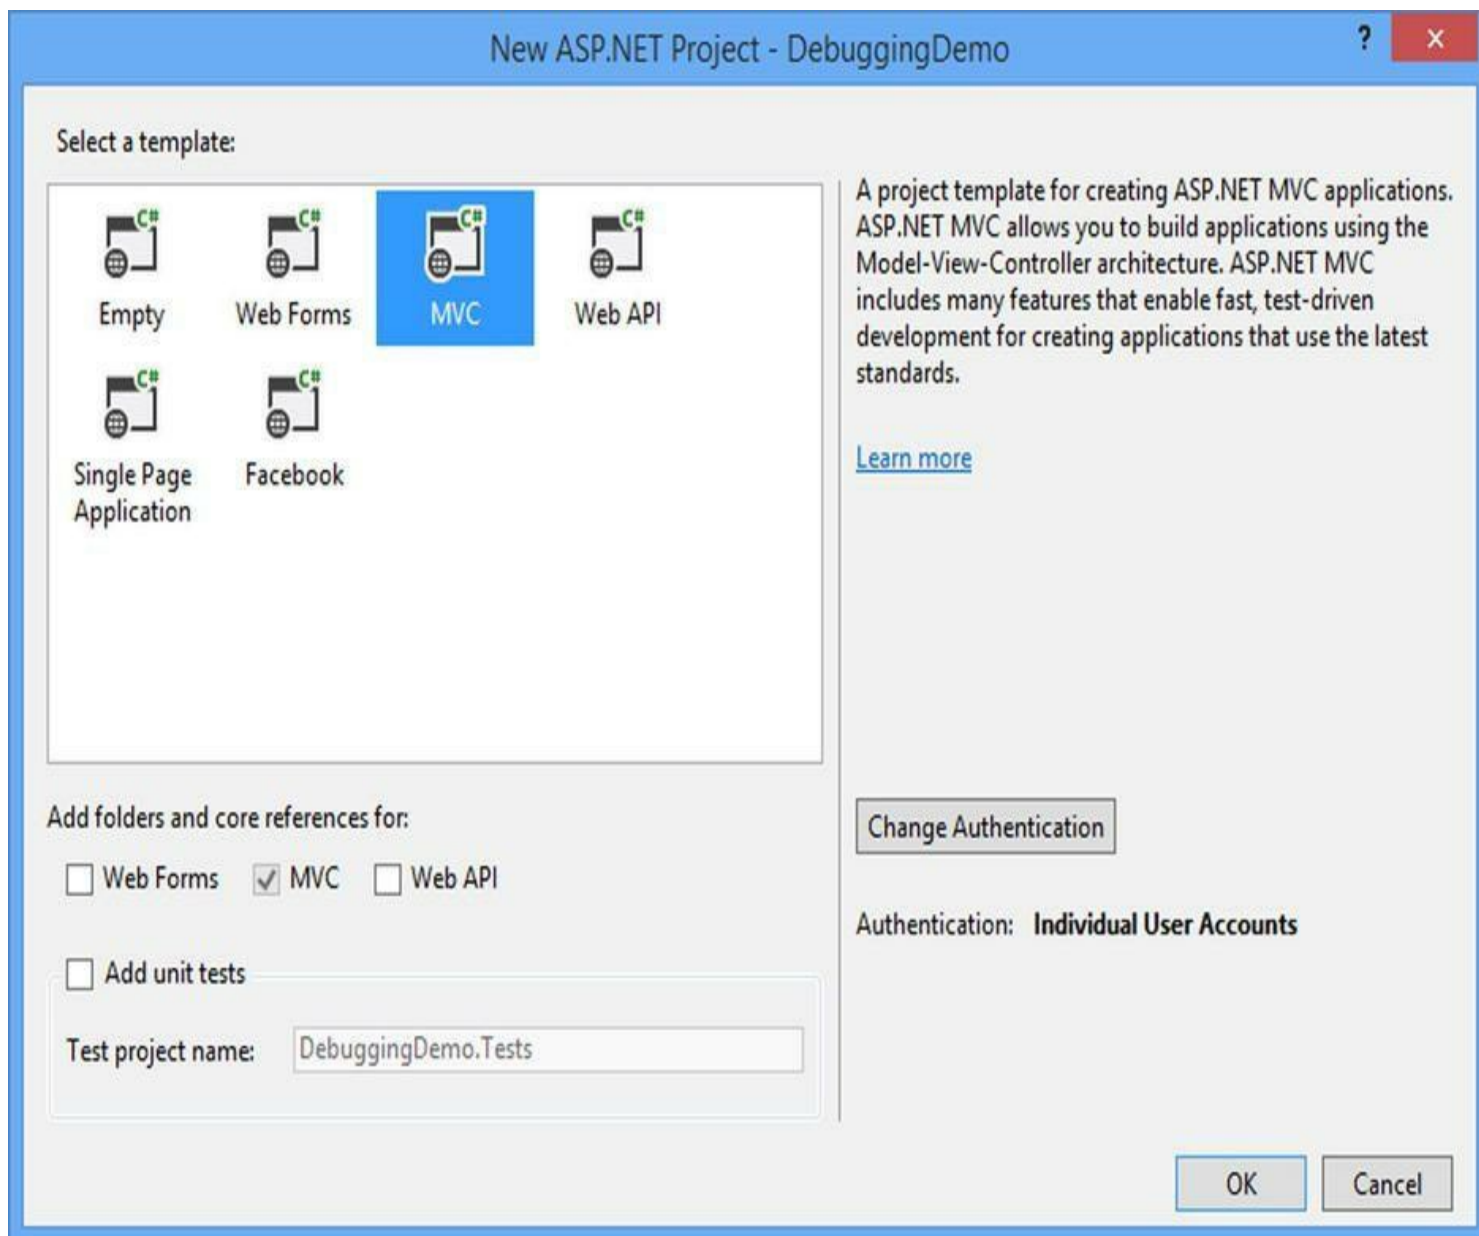 New ASP.NET Project - DebuggingDemo
?
×
Select a template:
C# C# C# C#
Empty Web Forms MVC Web API
C# C#
Single Page Facebook
Application
A project template for creating ASP.NET MVC applications.
ASP.NET MVC allows you to build applications using the
Model-View-Controller architecture. ASP.NET MVC
includes many features that enable fast, test-driven
development for creating applications that use the latest
standards.
Learn more
Add folders and core references for:
Web Forms MVC Web API
Add unit tests
Test project name: DebuggingDemo.Tests
Change Authentication
Authentication: Individual User Accounts
OK Cancel